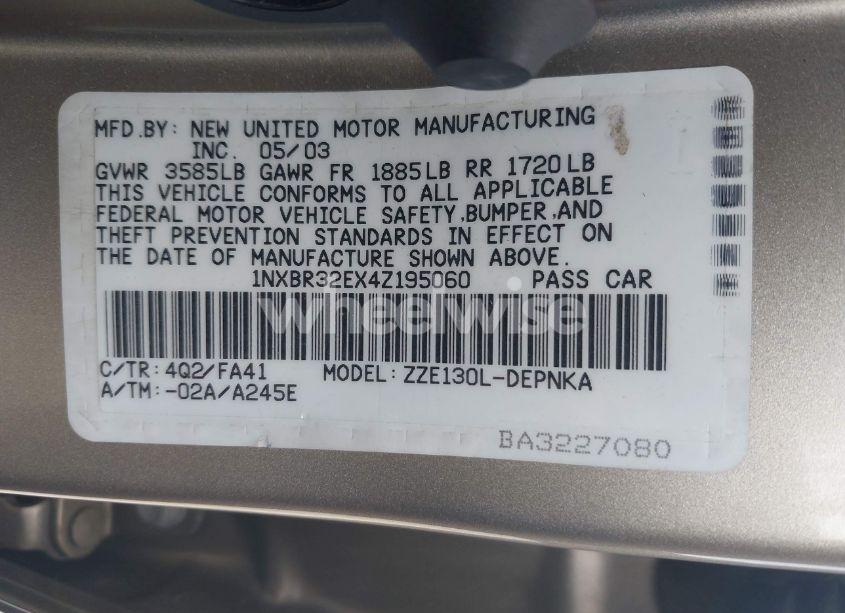 MFD.BY: NEW UNITED MOTOR MANUFACTURING
INC. 05/03
GVWR 3585LB GAWR FR 1885LB RR 1720LB
THIS VEHICLE CONFORMS TO ALL APPLICABLE
FEDERAL MOTOR VEHICLE SAFETY,BUMPER,AND
THEFT PREVENTION STANDARDS IN EFFECT ON
THE DATE OF MANUFACTURE SHOWN ABOVE.
1NXBR32EX4Z195060 PASS CAR
wheelwise
C/TR: 4Q2/FA41 MODEL: ZZE130L-DEPNKA
A/TM: -02A/A245E
BA3227080